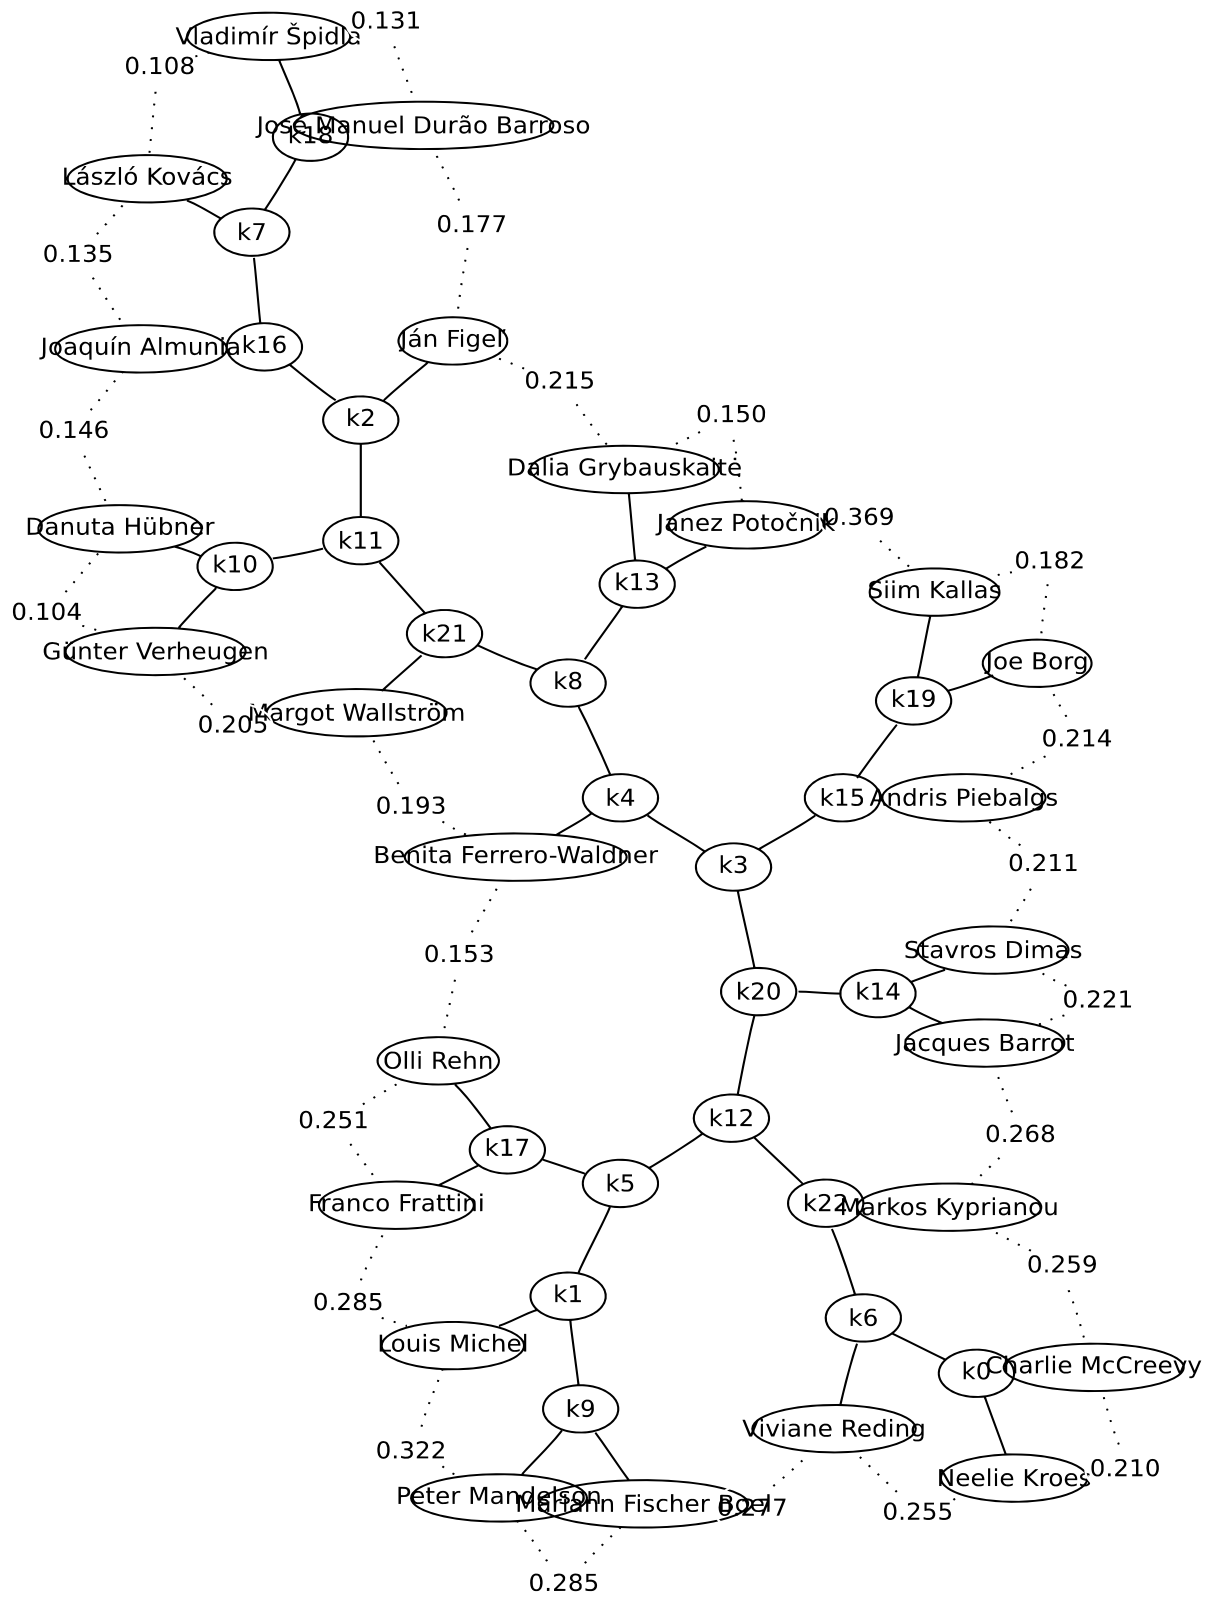 0.131
Vladimír Špidla
0.108
José Manuel Durão Barroso
k18
László Kovács
0.177
k7
0.135
Ján Figeľ
Joaquín Almunia
k16
0.215
0.150
k2
0.146
Dalia Grybauskaité
Janez Potočnik
0.369
Danuta Hübner
k11
0.182
k10
k13
Siim Kallas
0.104
k21
Günter Verheugen
Joe Borg
k8
k19
Margot Wallström
0.205
0.214
k4
k15
Andris Piebalgs
0.193
Benita Ferrero-Waldner
k3
0.211
0.153
Stavros Dimas
k20
k14
0.221
Jacques Barrot
Olli Rehn
0.251
k12
0.268
k17
k5
Franco Frattini
k22
Markos Kyprianou
0.259
k1
0.285
k6
Louis Michel
k0
Charlie McCreevy
k9
Viviane Reding
0.322
0.210
Neelie Kroes
Peter Mandelson
Mariann Fischer Boel
0.277
0.255
0.285